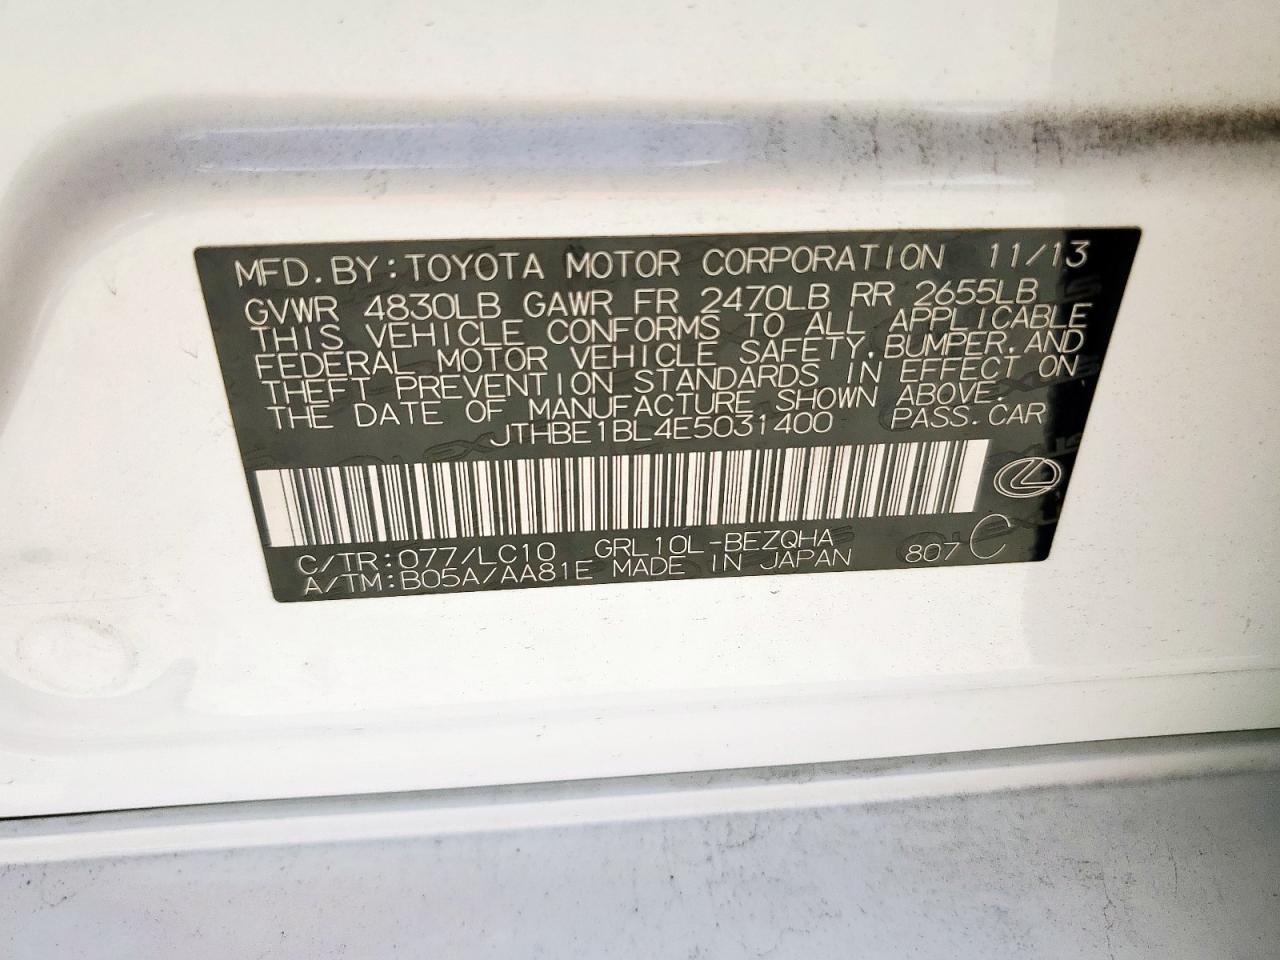 MFD.BY:TOYOTA MOTOR CORPORATION 11/13
GVWR 4830LB GAWR FR 2470LB RR 2655LB
THIS VEHICLE CONFORMS TO ALL APPLICABLE
FEDERAL MOTOR VEHICLE SAFETY,BUMPER,AND
THEFT PREVENTION STANDARDS IN EFFECT ON
THE DATE OF MANUFACTURE SHOWN ABOVE.
JTHBE1BL4E5031400 PASS.CAR
C/TR:077/LC10 GRL10L-BEZQHA
A/TM:B05A/AA81E MADE IN JAPAN 807C